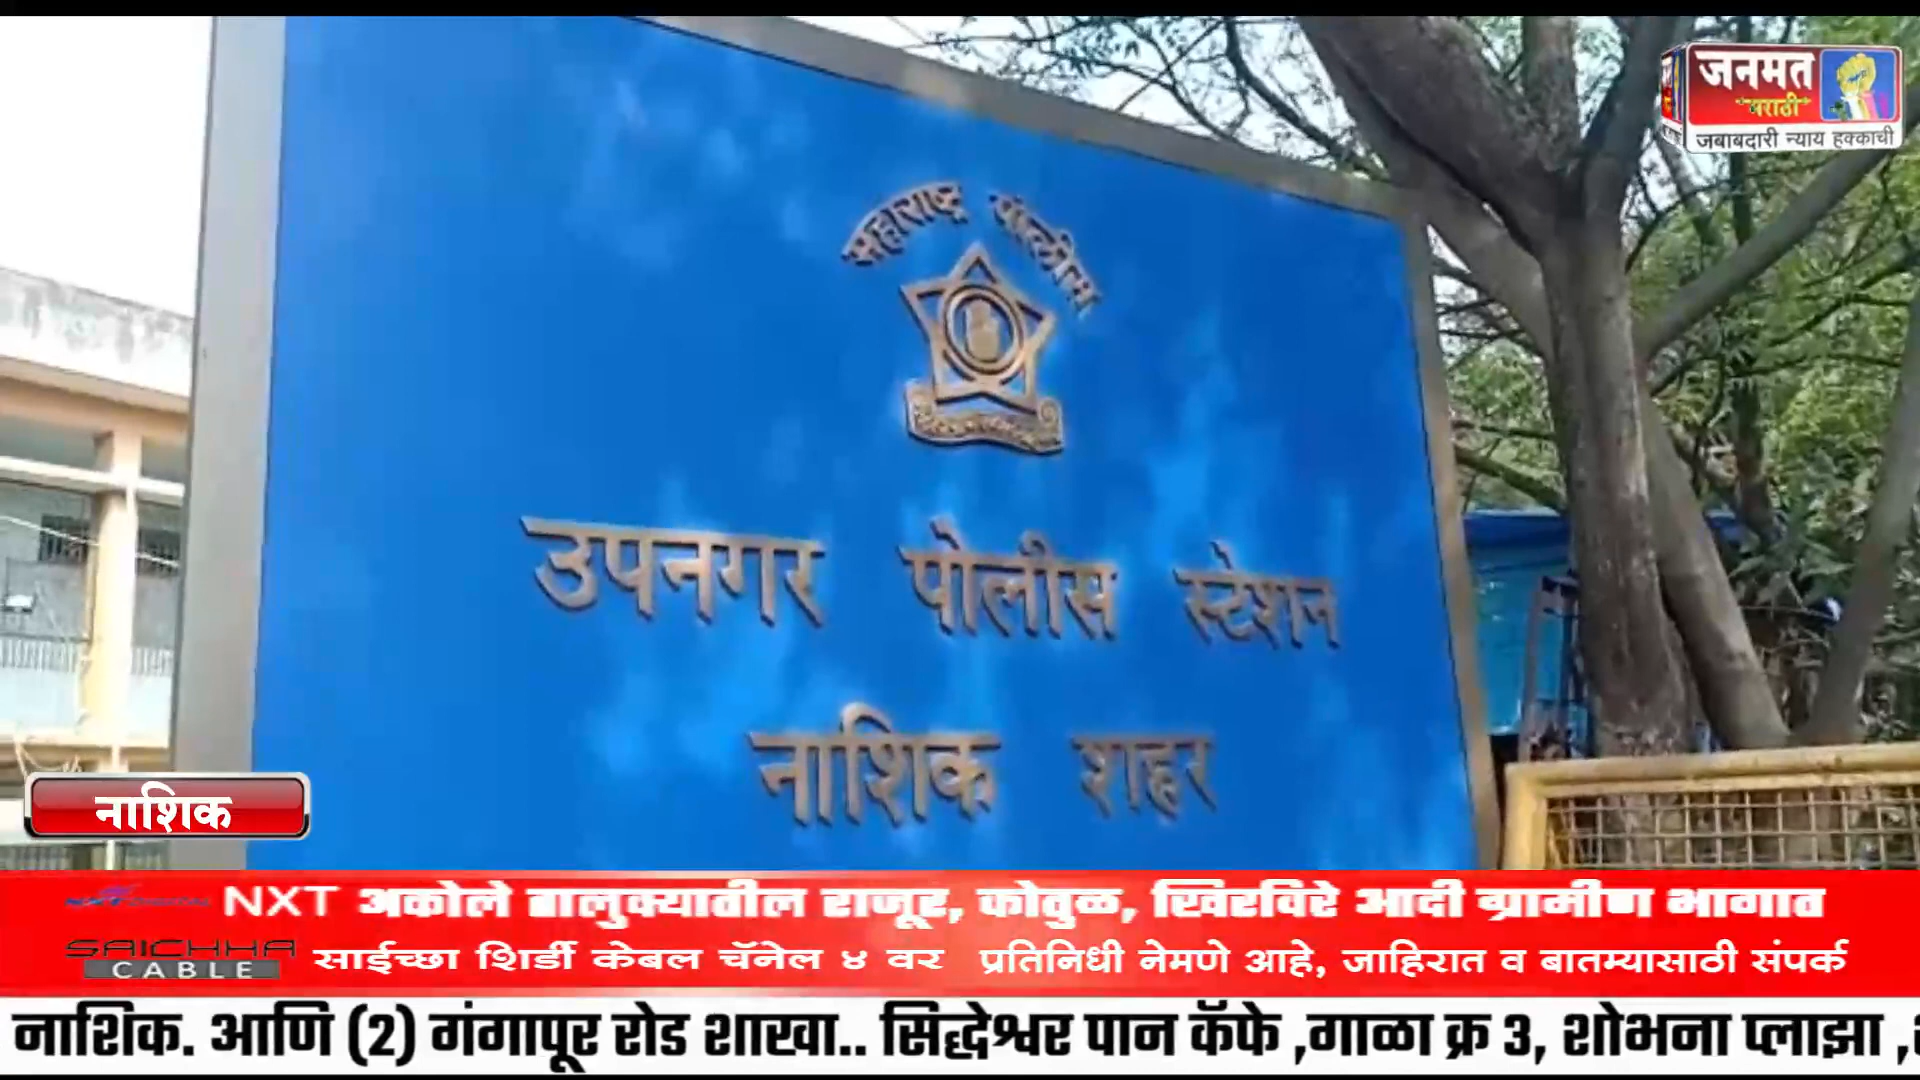 जनमत
मराठी
जबाबदारी न्याय हक्काची
महाराष्ट्र पोलीस
उपनगर पोलीस स्टेशन
नाशिक शहर
नाशिक
NXT अकोले तालुक्यातील राजूर, कोतुळ, खिरविरे आदी ग्रामीण भागात
SAICHHA CABLE साईच्छा शिर्डी केबल चॅनेल ४ वर प्रतिनिधी नेमणे आहे, जाहिरात व बातम्यासाठी संपर्क
नाशिक. आणि (2) गंगापूर रोड शाखा.. सिद्धेश्वर पान कॅफे ,गाळा क्र 3, शोभना प्लाझा ,